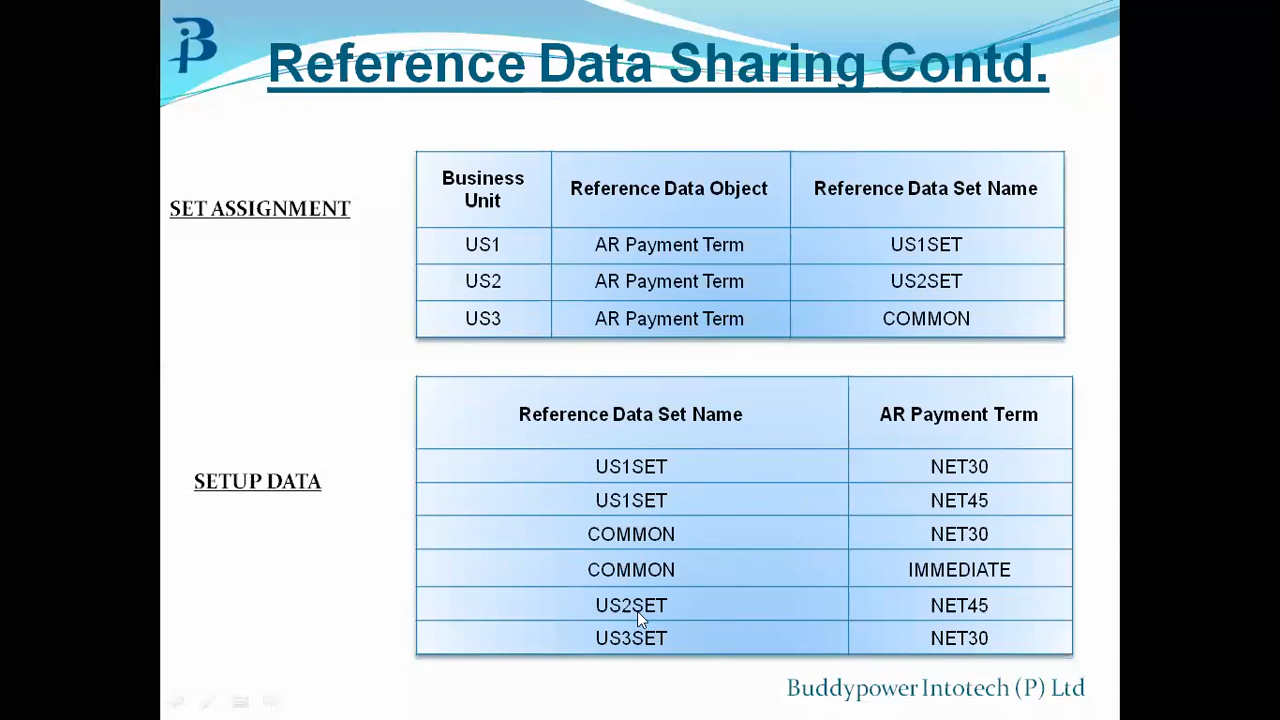 Reference Data Sharing Contd.
SET ASSIGNMENT
Business Unit Reference Data Object Reference Data Set Name
US1 AR Payment Term US1SET
US2 AR Payment Term US2SET
US3 AR Payment Term COMMON
SETUP DATA
Reference Data Set Name AR Payment Term
US1SET NET30
US1SET NET45
COMMON NET30
COMMON IMMEDIATE
US2SET NET45
US3SET NET30
Buddypower Intotech (P) Ltd